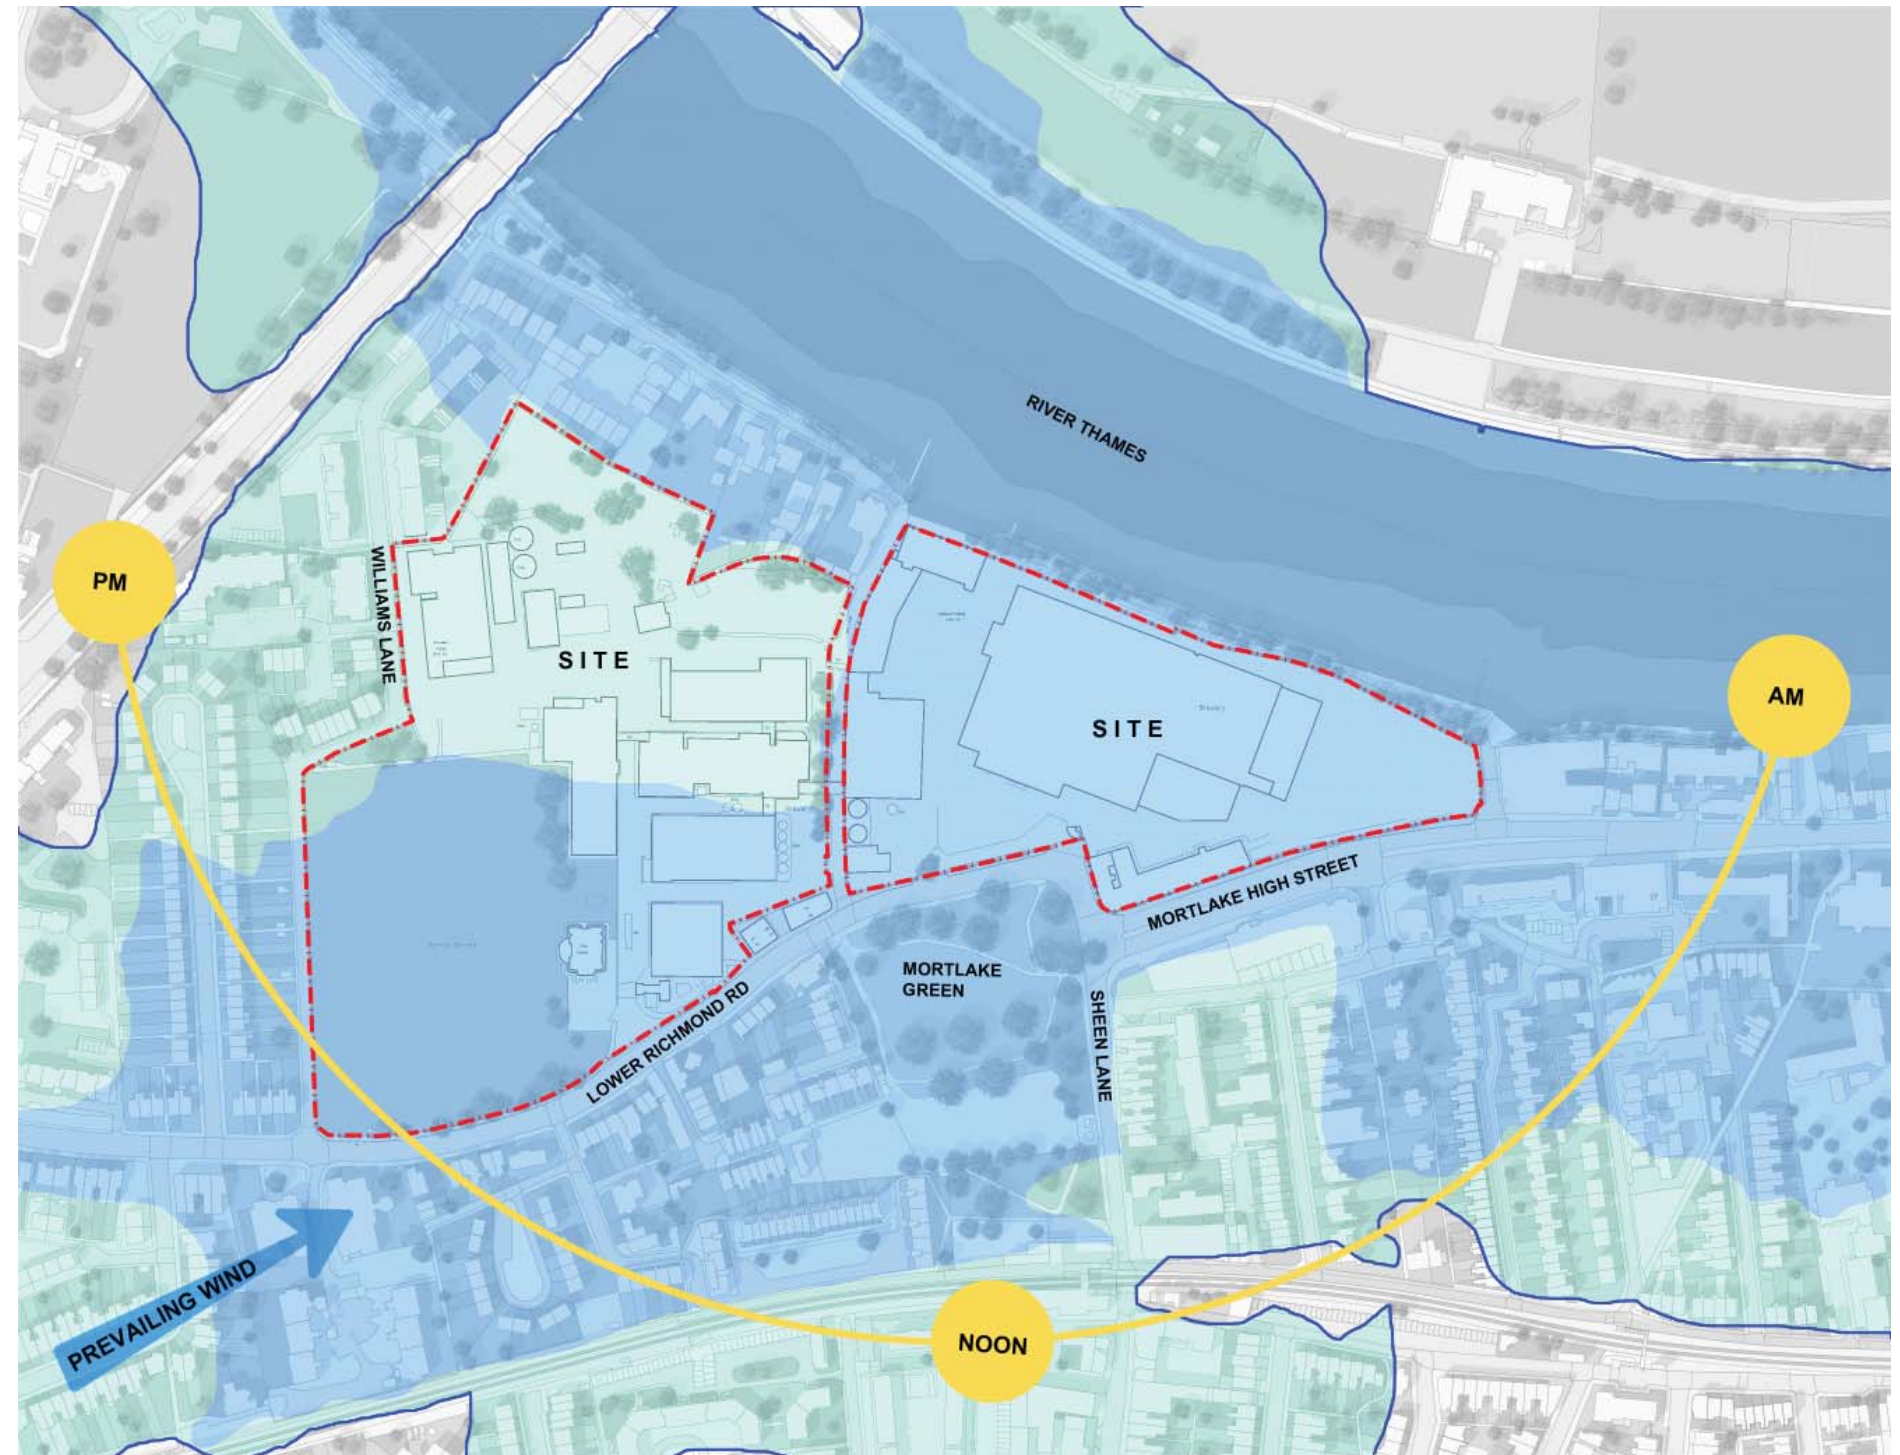 RIVER THAMES
PM
WILLIAMS LANE
SITE
AM
SITE
MORTLAKE HIGH STREET
MORTLAKE
GREEN
SHEEN LANE
LOWER RICHMOND RD
PREVAILING WIND
NOON